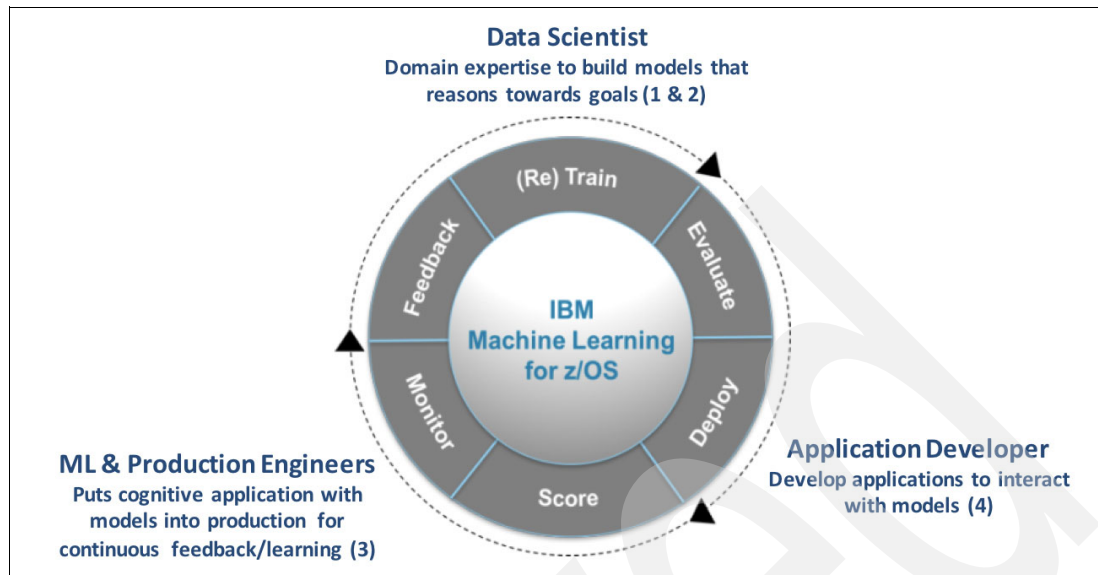 Data Scientist
Domain expertise to build models that
reasons towards goals (1 & 2)
(Re) Train
Evaluate
Deploy
Score
Monitor
Feedback
IBM
Machine Learning
for z/OS
Application Developer
Develop applications to interact
with models (4)
ML & Production Engineers
Puts cognitive application with
models into production for
continuous feedback/learning (3)